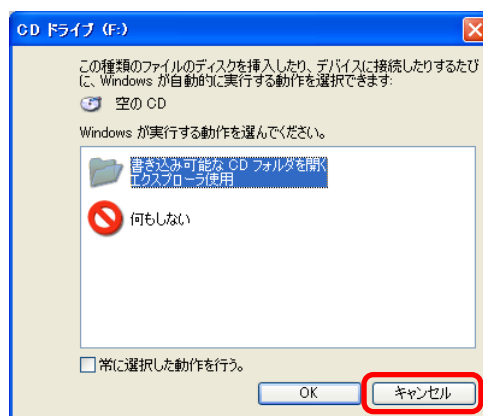 CD ドライブ (F:)
この種類のファイルのディスクを挿入したり、デバイスに接続したりするたび
に、Windows が自動的に実行する動作を選択できます:
空の CD
Windows が実行する動作を選んでください。
書き込み可能な CD フォルダを開く
エクスプローラ使用
何もしない
常に選択した動作を行う。
OK
キャンセル